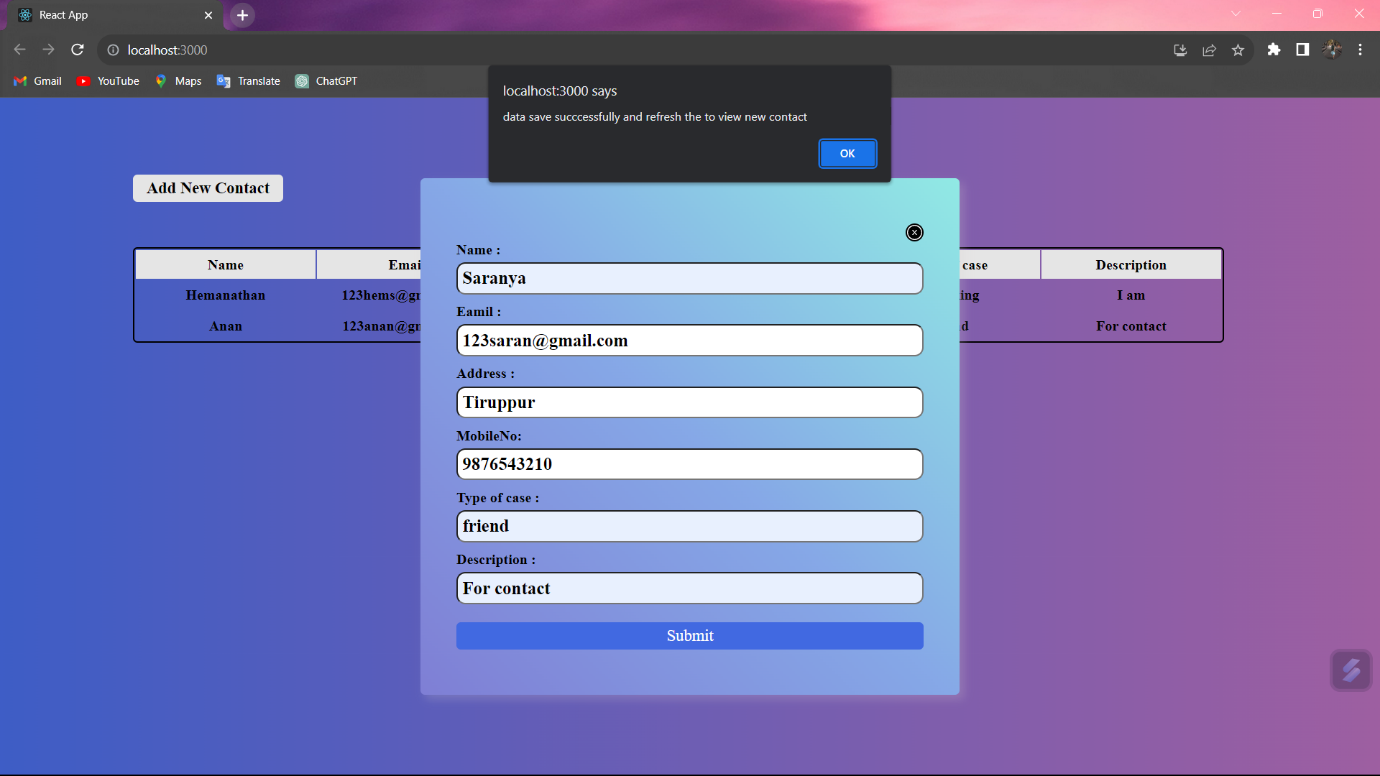 React App
localhost:3000
Gmail YouTube Maps Translate ChatGPT
localhost:3000 says
data save succcessfully and refresh the to view new contact
OK
Add New Contact
Name Emai case Description
Hemanathan 123hems@gm ing I am
Anan 123anan@gm d For contact
Name :
Saranya
Eamil :
123saran@gmail.com
Address :
Tiruppur
MobileNo:
9876543210
Type of case :
friend
Description :
For contact
Submit